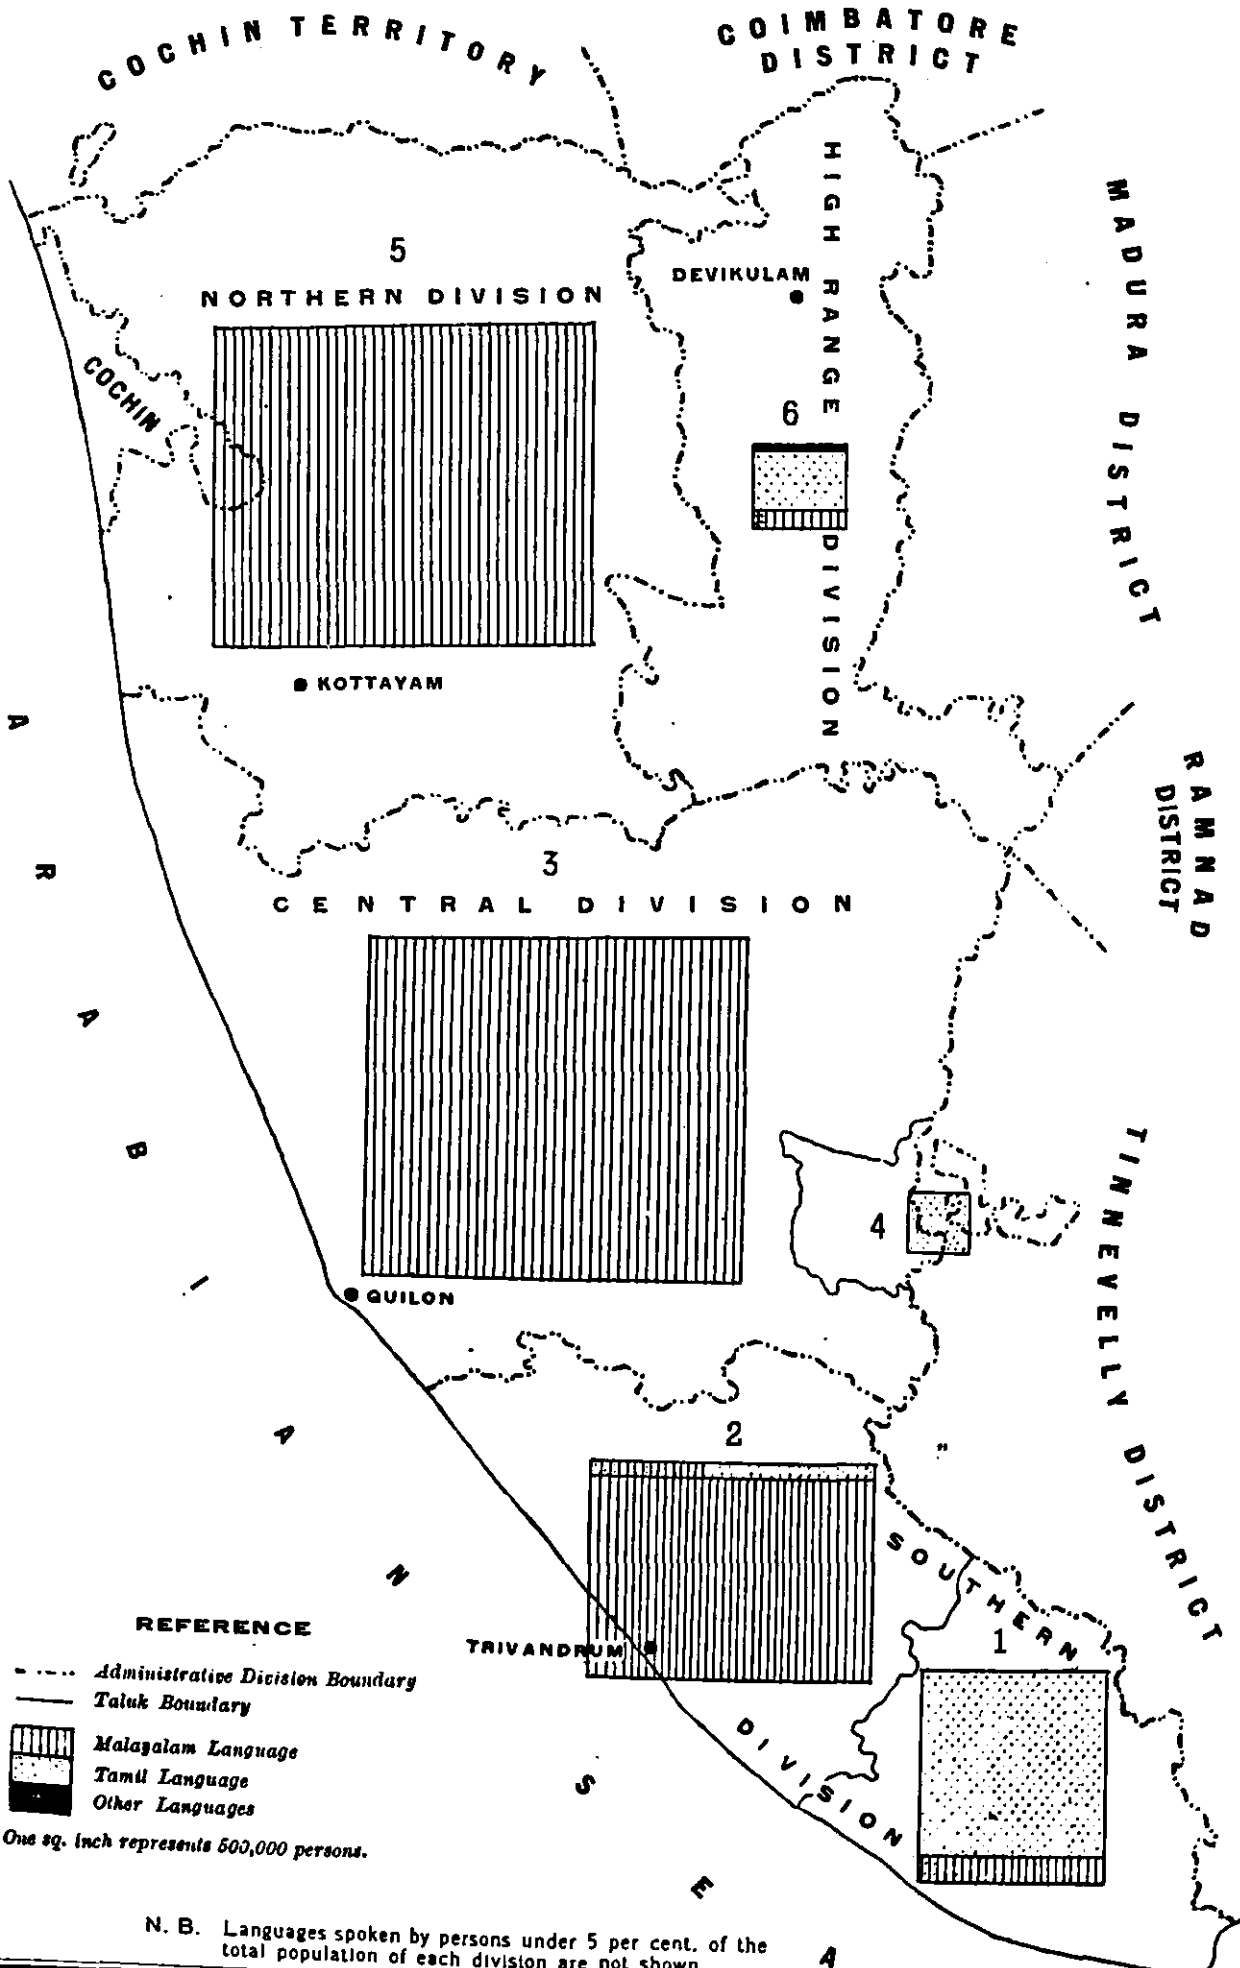 COCHIN TERRITORY
COIMBATORE
DISTRICT
HIGH RANGE DIVISION
MADURA DISTRICT
5
NORTHERN DIVISION
DEVIKULAM
COCHIN
6
KOTTAYAM
RAMNAD
DISTRICT
3
CENTRAL DIVISION
4
TINNEVELLY DISTRICT
QUILON
ARABIAN SEA
2
"
SOUTHERN
DIVISION
TRIVANDRUM
1
REFERENCE
Administrative Division Boundary
Taluk Boundary
Malayalam Language
Tamil Language
Other Languages
One sq. inch represents 500,000 persons.
N. B. Languages spoken by persons under 5 per cent. of the
total population of each division are not shown